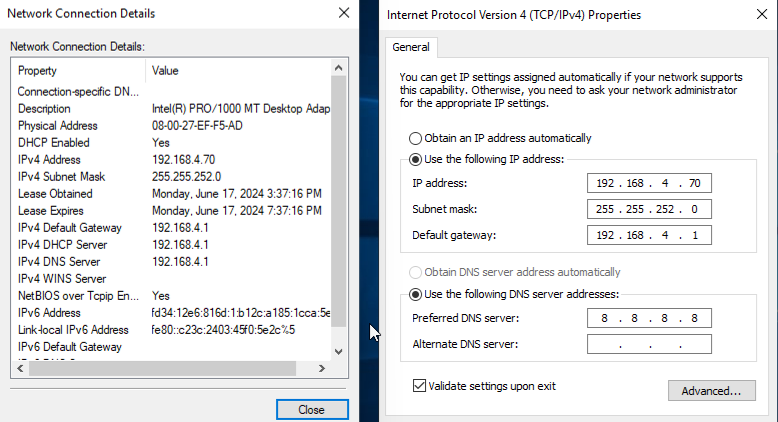 Network Connection Details
Network Connection Details:
Property Value
Connection-specific DN...
Description Intel(R) PRO/1000 MT Desktop Adap
Physical Address 08-00-27-EF-F5-AD
DHCP Enabled Yes
IPv4 Address 192.168.4.70
IPv4 Subnet Mask 255.255.252.0
Lease Obtained Monday, June 17, 2024 3:37:16 PM
Lease Expires Monday, June 17, 2024 7:37:16 PM
IPv4 Default Gateway 192.168.4.1
IPv4 DHCP Server 192.168.4.1
IPv4 DNS Server 192.168.4.1
IPv4 WINS Server
NetBIOS over Tcpip En... Yes
IPv6 Address fd34:12e6:816d:1:b12c:a185:1cca:5e
Link-local IPv6 Address fe80::c23c:2403:45f0:5e2c%5
IPv6 Default Gateway
Close
Internet Protocol Version 4 (TCP/IPv4) Properties
General
You can get IP settings assigned automatically if your network supports
this capability. Otherwise, you need to ask your network administrator
for the appropriate IP settings.
Obtain an IP address automatically
Use the following IP address:
IP address: 192 . 168 . 4 . 70
Subnet mask: 255 . 255 . 252 . 0
Default gateway: 192 . 168 . 4 . 1
Obtain DNS server address automatically
Use the following DNS server addresses:
Preferred DNS server: 8 . 8 . 8 . 8
Alternate DNS server: . . .
Validate settings upon exit
Advanced...